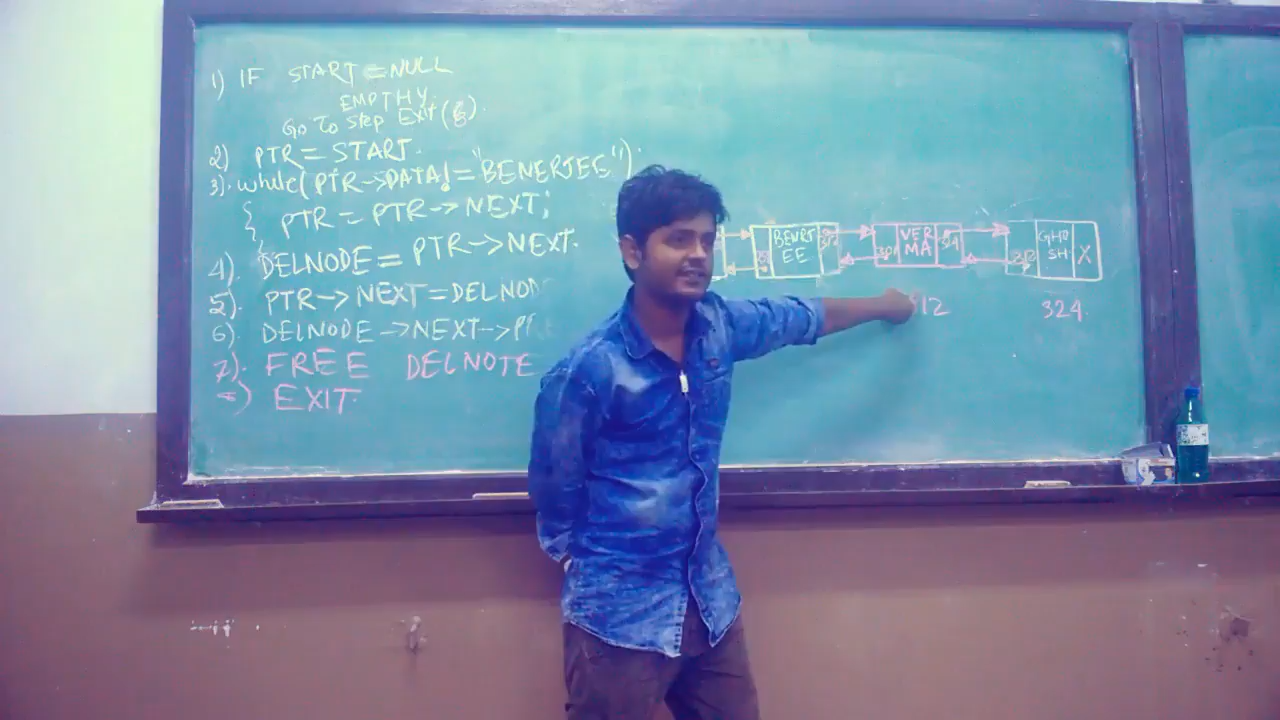 1) IF START = NULL
EMPTHY.
Go To Step Exit (8).
2) PTR = START.
3). while(PTR->DATA! = "BENERJEE").
{ PTR = PTR -> NEXT;
4). DELNODE = PTR -> NEXT.
5). PTR -> NEXT = DELNOD
6). DELNODE -> NEXT ->
7). FREE DELNOTE
8) EXIT.
BENRJ
EE
VER
MA
SH X
324.